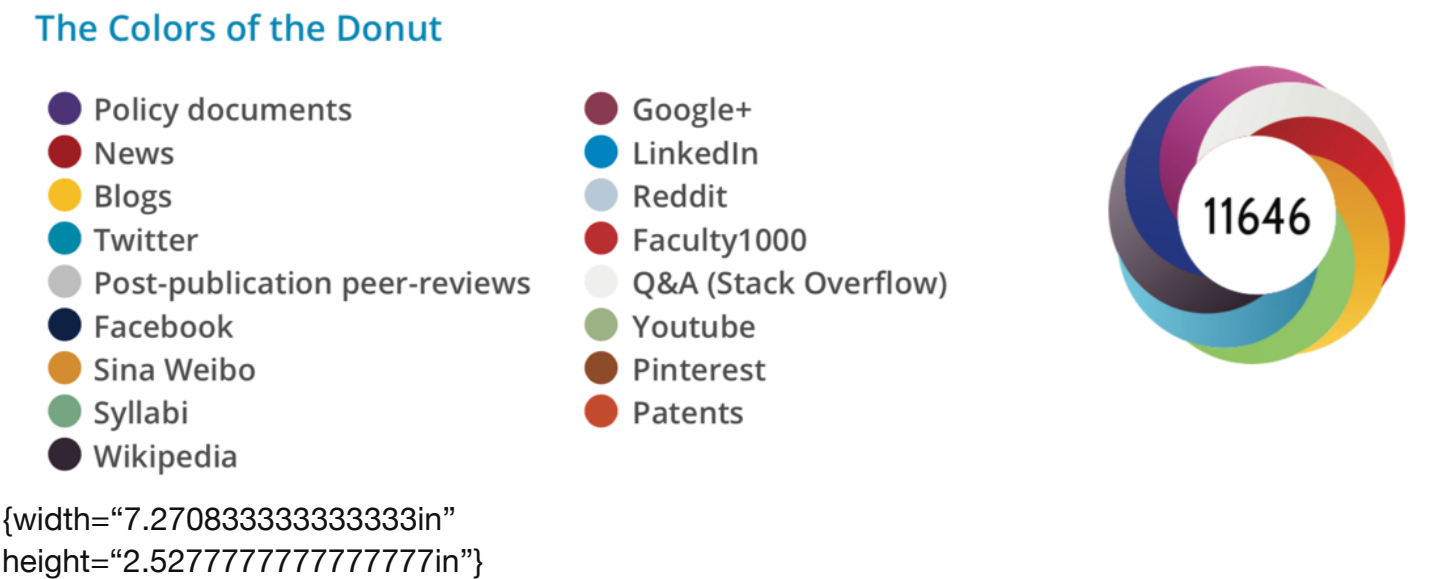 The Colors of the Donut
Policy documents
News
Blogs
Twitter
Post-publication peer-reviews
Facebook
Sina Weibo
Syllabi
Wikipedia
Google+
LinkedIn
Reddit
Faculty1000
Q&A (Stack Overflow)
Youtube
Pinterest
Patents
11646
{width=“7.270833333333333in”
height=“2.5277777777777777in”}